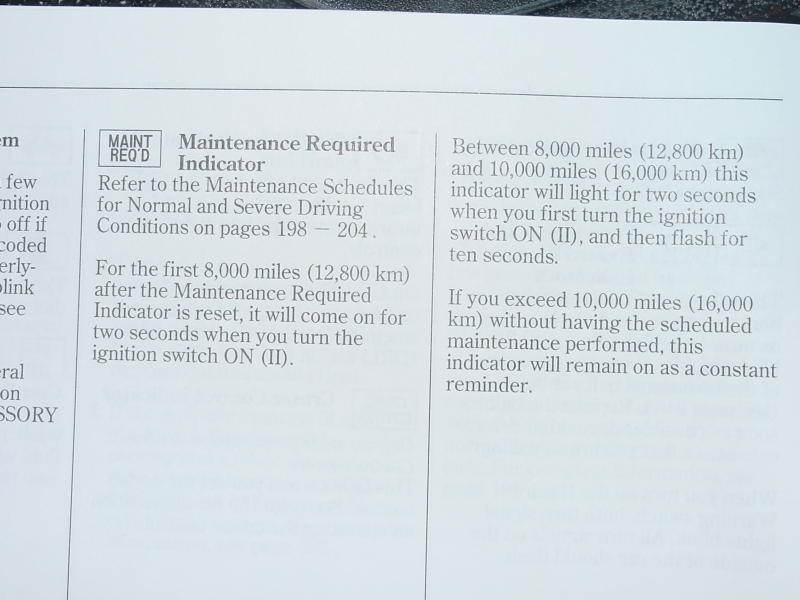 em
few
nition
off if
coded
erly-
blink
see
eral
on
SSORY
MAINT
REQ'D
Maintenance Required
Indicator
Refer to the Maintenance Schedules
for Normal and Severe Driving
Conditions on pages 198 — 204 .
For the first 8,000 miles (12,800 km)
after the Maintenance Required
Indicator is reset, it will come on for
two seconds when you turn the
ignition switch ON (II).
Between 8,000 miles (12,800 km)
and 10,000 miles (16,000 km) this
indicator will light for two seconds
when you first turn the ignition
switch ON (II), and then flash for
ten seconds.
If you exceed 10,000 miles (16,000
km) without having the scheduled
maintenance performed, this
indicator will remain on as a constant
reminder.